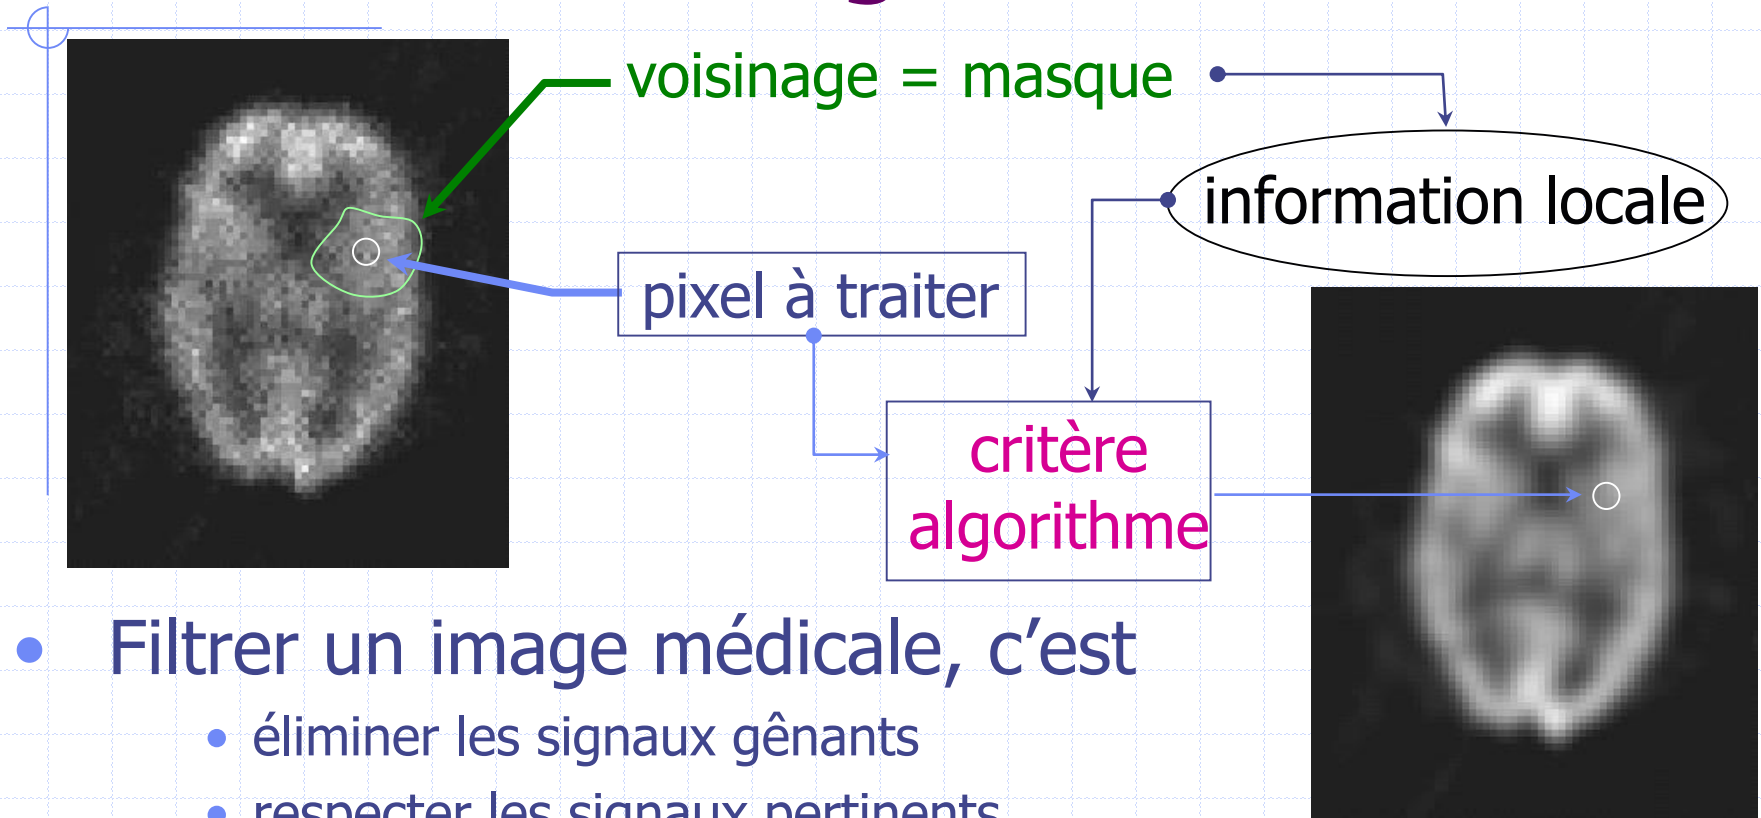 voisinage = masque
information locale
pixel à traiter
critère
algorithme
Filtrer un image médicale, c’est
éliminer les signaux gênants
respecter les signaux pertinents